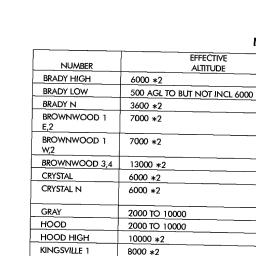 EFFECTIVE
NUMBER ALTITUDE
BRADY HIGH 6000 *2
BRADY LOW 500 AGL TO BUT NOT INCL 6000
BRADY N 3600 *2
BROWNWOOD 1 7000 *2
E,2
BROWNWOOD 1 7000 *2
W,2
BROWNWOOD 3,4 13000 *2
CRYSTAL 6000 *2
CRYSTAL N 6000 *2
GRAY 2000 TO 10000
HOOD 2000 TO 10000
HOOD HIGH 10000 *2
KINGSVILLE 1 8000 *2